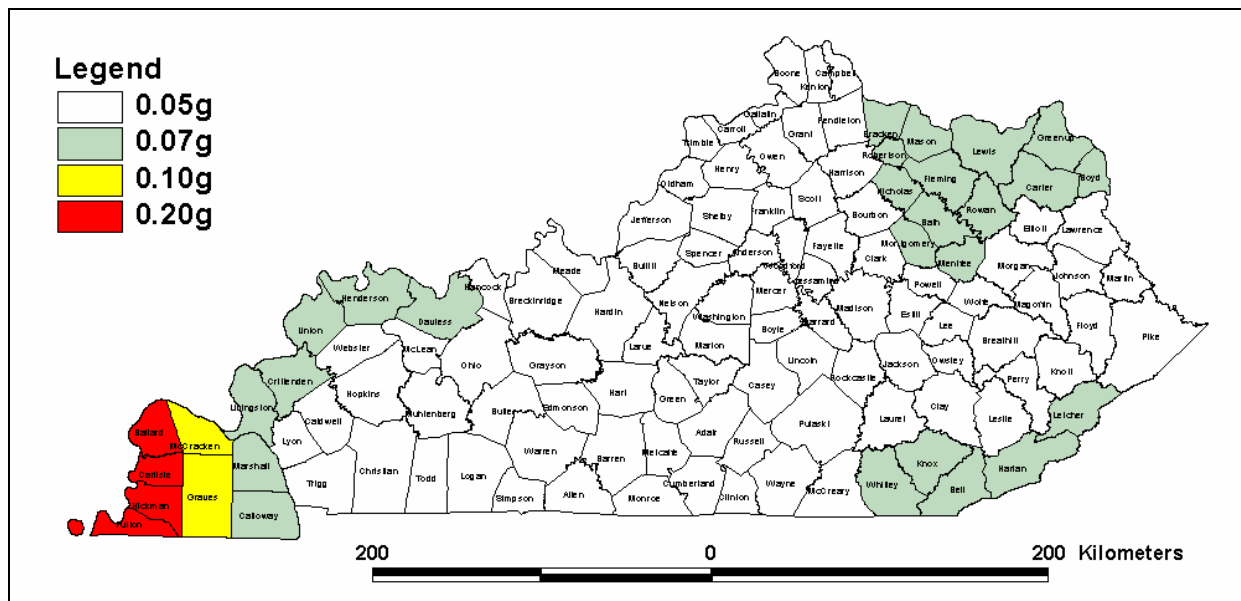 Legend
0.05g
0.07g
0.10g
0.20g
Boone
Campbell
Kenton
Gallatin
Pendleton
Grant
Carroll
Trimble
Owen
Bracken
Mason
Lewis
Greenup
Robertson
Harrison
Fleming
Carter
Boyd
Henry
Oldham
Nicholas
Rowan
Scott
Franklin
Shelby
Jefferson
Bourbon
Bath
Elliott
Lawrence
Montgomery
Menifee
Fayette
Clark
Spencer
Anderson
Woodford
Bullitt
Morgan
Johnson
Martin
Meade
Hancock
Breckinridge
Henderson
Daviess
Union
Nelson
Mercer
Jessamine
Madison
Powell
Wolfe
Magoffin
Hardin
Washington
Garrard
Estill
Lee
Floyd
Pike
Boyle
Breathitt
Webster
McLean
Ohio
Grayson
Larue
Marion
Lincoln
Jackson
Owsley
Perry
Knott
Rockcastle
Crittenden
Hopkins
Taylor
Casey
Hart
Green
Livingston
Muhlenberg
Butler
Edmonson
Laurel
Clay
Leslie
Letcher
Caldwell
Lyon
Pulaski
Adair
Russell
Ballard
McCracken
Marshall
Warren
Barren
Metcalfe
Knox
Harlan
Carlisle
Trigg
Christian
Todd
Logan
Cumberland
Clinton
Wayne
McCreary
Whitley
Bell
Graves
Simpson
Allen
Monroe
Hickman
Calloway
Fulton
200 0 200 Kilometers